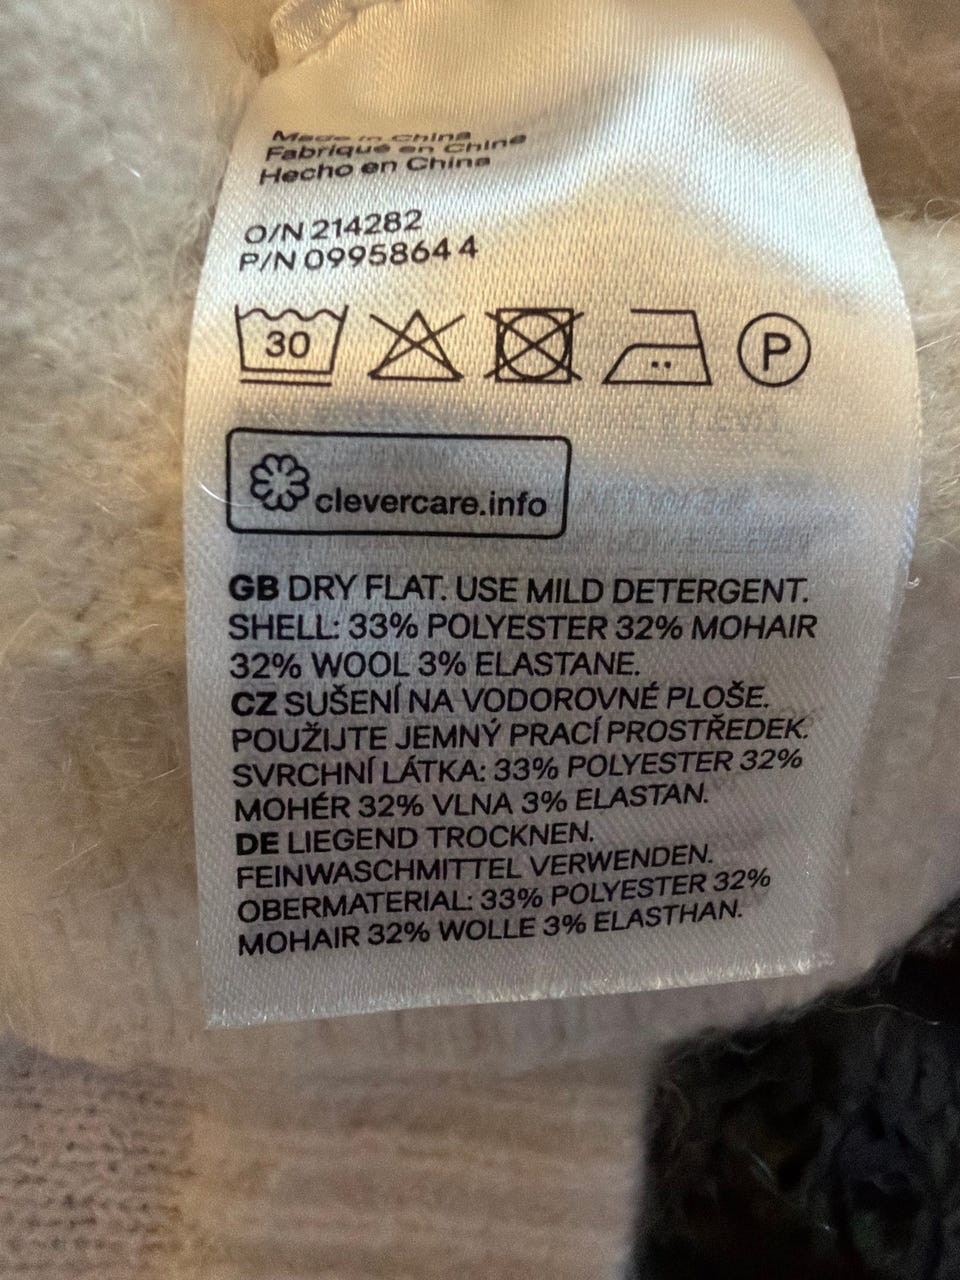 Made in China
Fabriqué en Chine
Hecho en China
O/N 214282
P/N 0995864 4
30
P
clevercare.info
GB DRY FLAT. USE MILD DETERGENT.
SHELL: 33% POLYESTER 32% MOHAIR
32% WOOL 3% ELASTANE.
CZ SUŠENÍ NA VODOROVNÉ PLOŠE.
POUŽIJTE JEMNÝ PRACÍ PROSTŘEDEK.
SVRCHNÍ LÁTKA: 33% POLYESTER 32%
MOHÉR 32% VLNA 3% ELASTAN.
DE LIEGEND TROCKNEN.
FEINWASCHMITTEL VERWENDEN.
OBERMATERIAL: 33% POLYESTER 32%
MOHAIR 32% WOLLE 3% ELASTHAN.